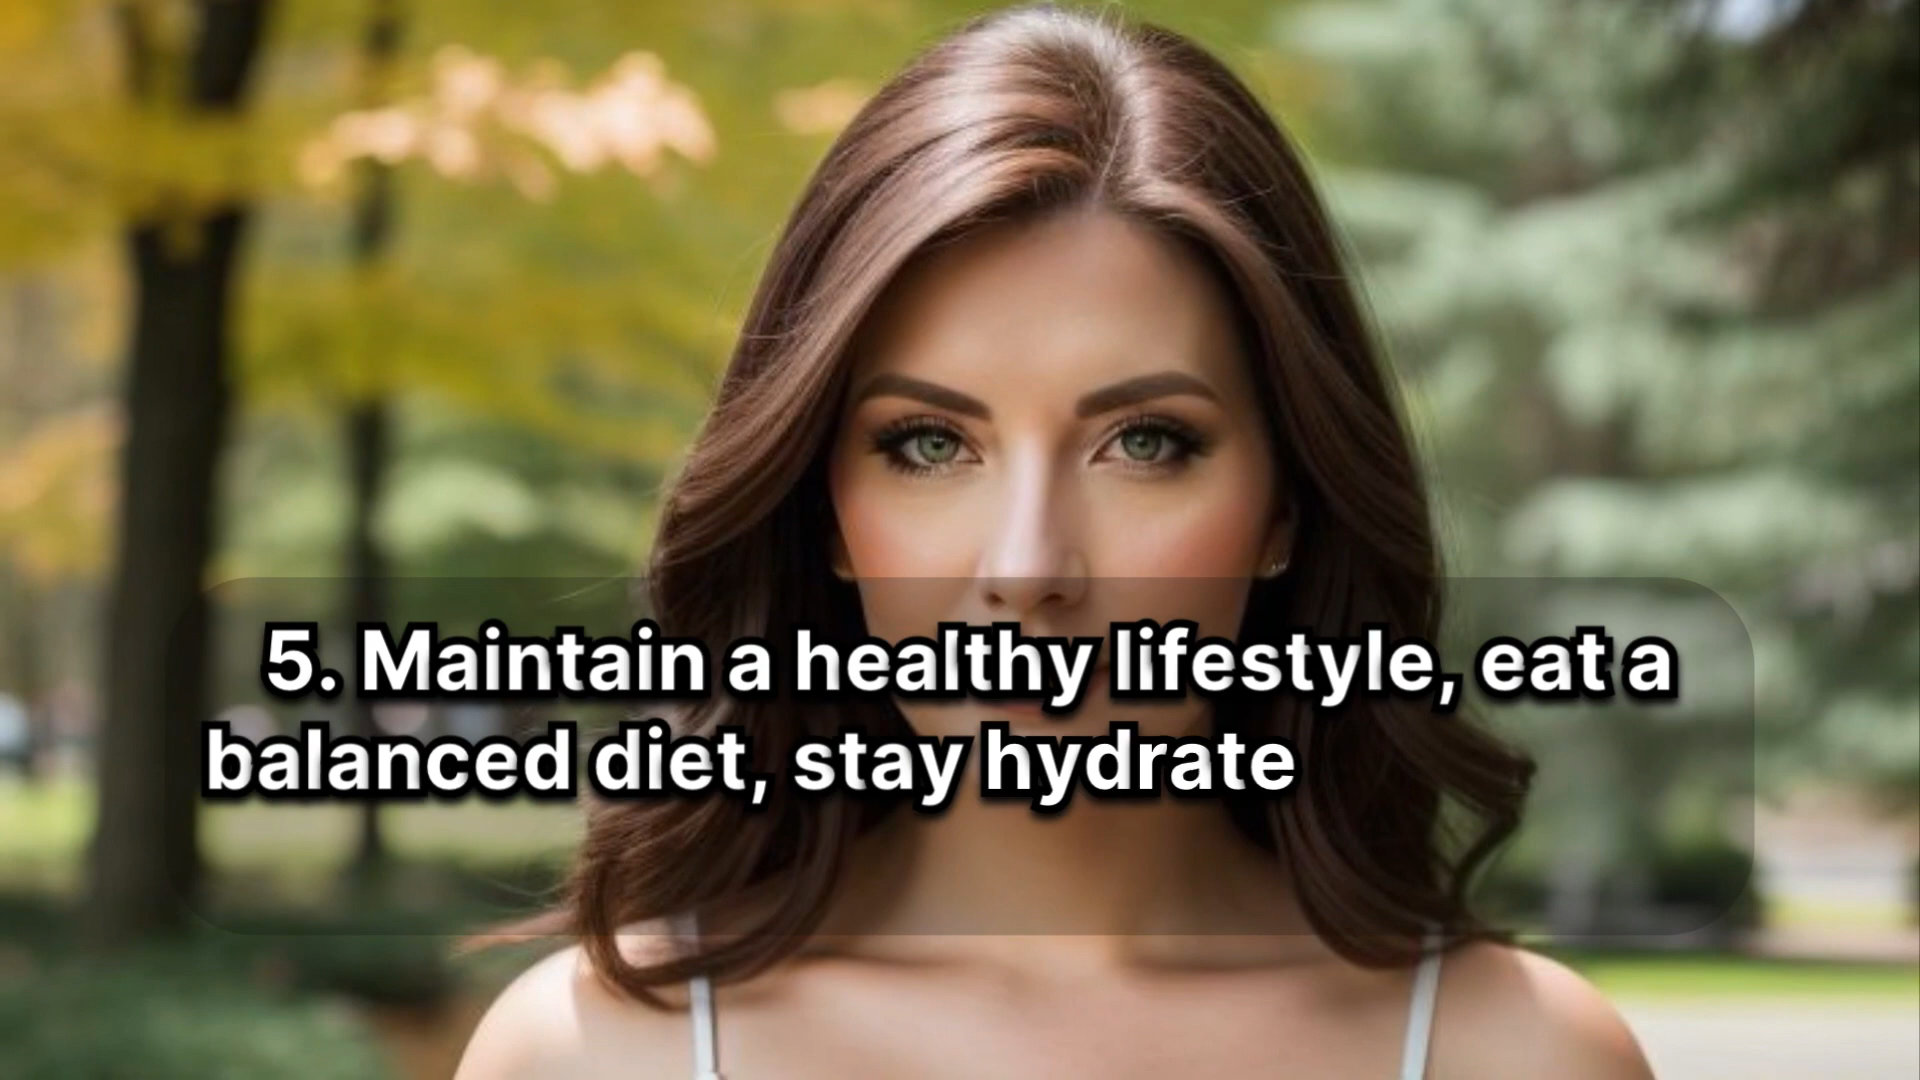 5. Maintain a healthy lifestyle, eat a
balanced diet, stay hydrate